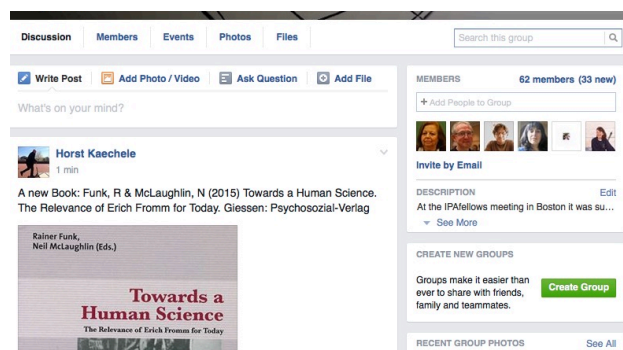 Discussion Members Events Photos Files
Search this group
Write Post Add Photo / Video Ask Question Add File
What's on your mind?
Horst Kaechele
1 min
A new Book: Funk, R & McLaughlin, N (2015) Towards a Human Science.
The Relevance of Erich Fromm for Today. Giessen: Psychosozial-Verlag
Rainer Funk,
Neil McLaughlin (Eds.)
Towards a
Human Science
The Relevance of Erich Fromm for Today
MEMBERS 62 members (33 new)
+ Add People to Group
Invite by Email
DESCRIPTION Edit
At the IPAfellows meeting in Boston it was su...
See More
CREATE NEW GROUPS
Groups make it easier than
ever to share with friends,
family and teammates.
Create Group
RECENT GROUP PHOTOS See All